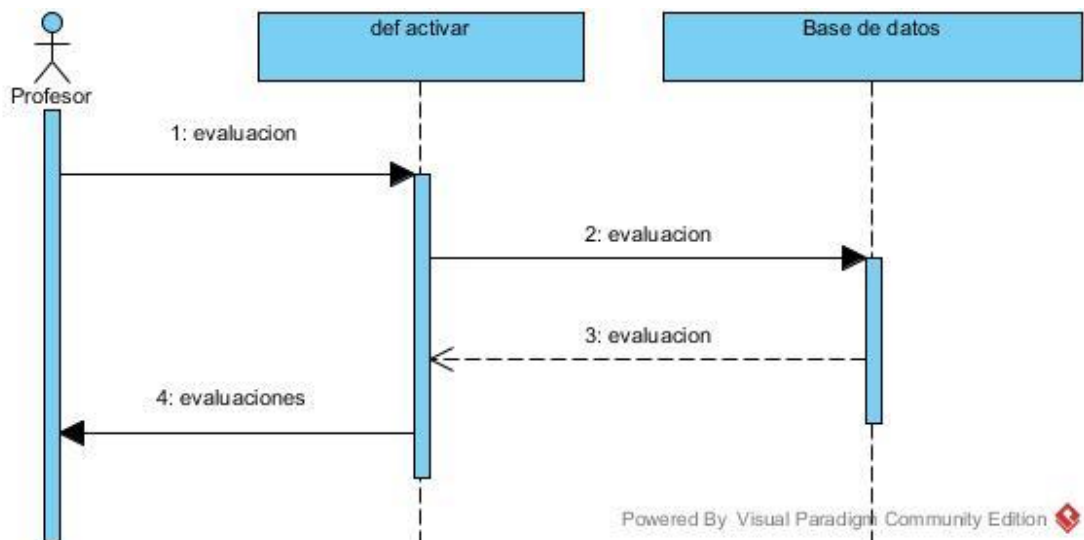 def activar
Base de datos
Profesor
1: evaluacion
2: evaluacion
3: evaluacion
4: evaluaciones
Powered By Visual Paradigm Community Edition